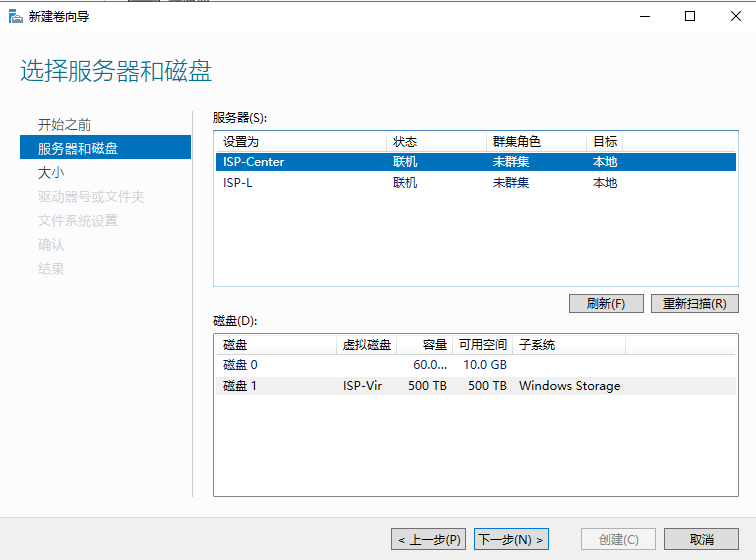 新建卷向导
选择服务器和磁盘
开始之前
服务器和磁盘
大小
驱动器号或文件夹
文件系统设置
确认
结果
服务器(S):
设置为 状态 群集角色 目标
ISP-Center 联机 未群集 本地
ISP-L 联机 未群集 本地
刷新(F) 重新扫描(R)
磁盘(D):
磁盘 虚拟磁盘 容量 可用空间 子系统
磁盘 0 60.0... 10.0 GB
磁盘 1 ISP-Vir 500 TB 500 TB Windows Storage
< 上一步(P) 下一步(N) > 创建(C) 取消